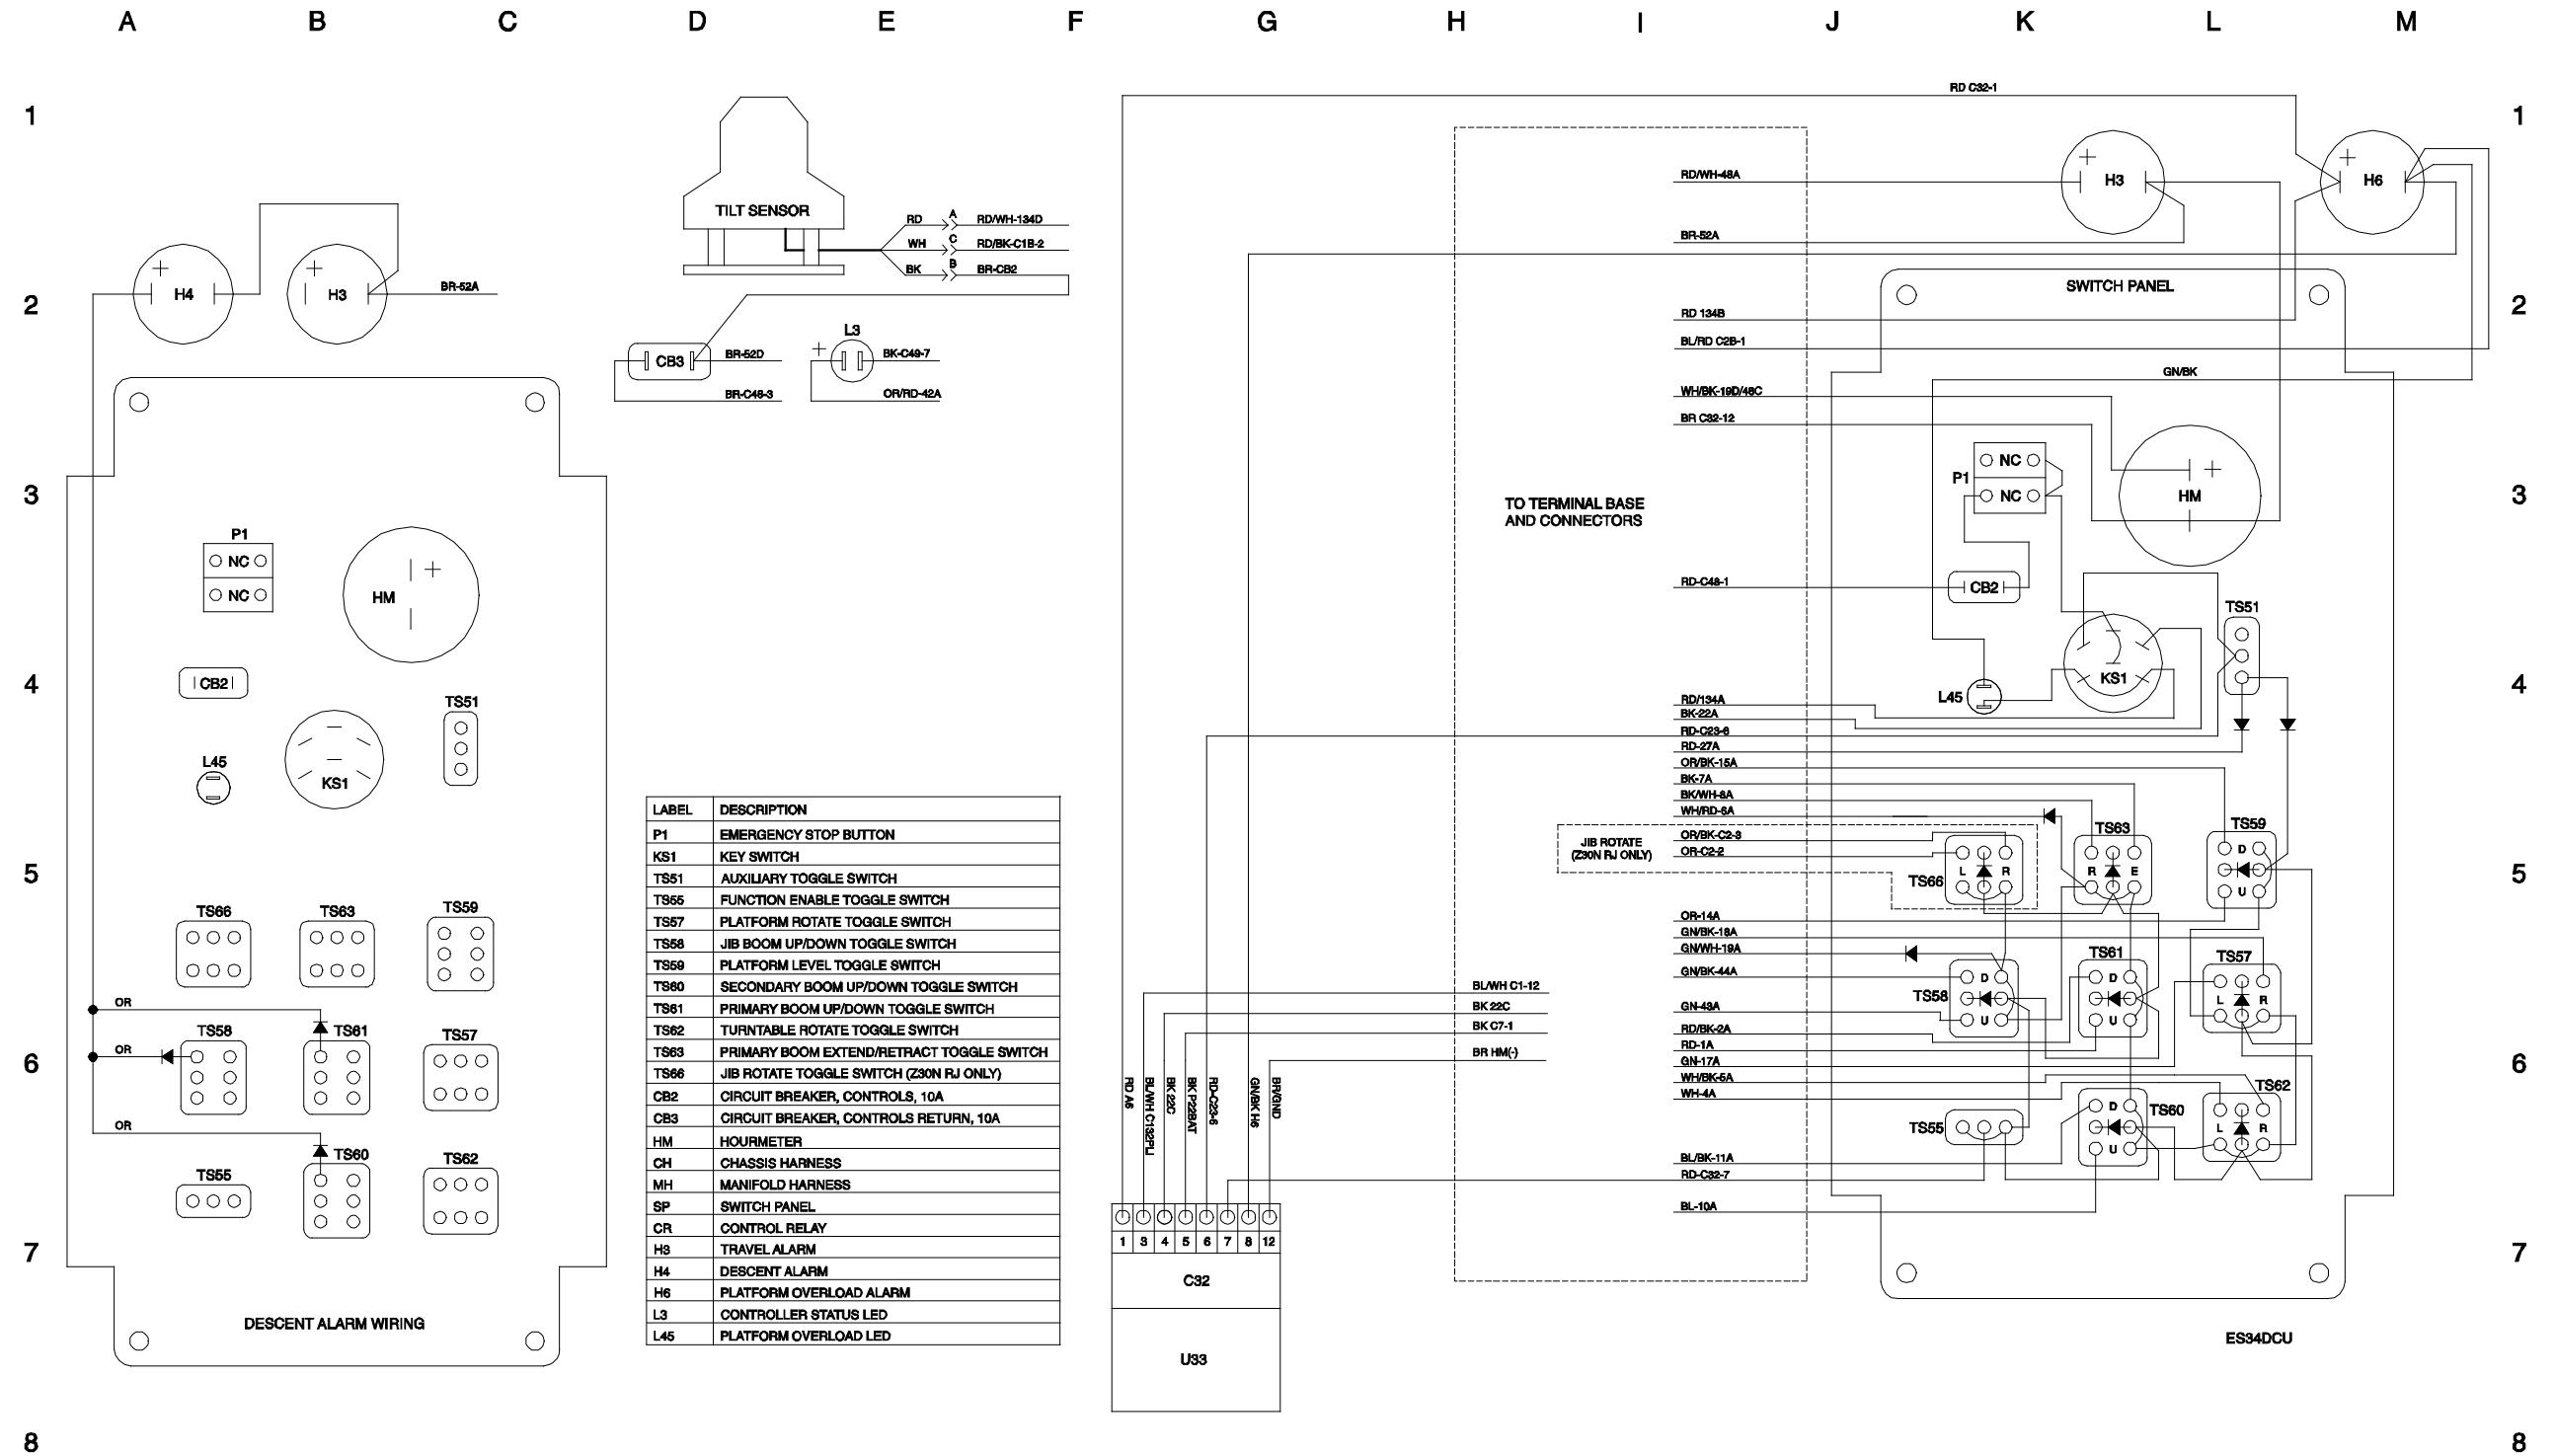 A B C D E F G H I J K L M
1
2
3
4
5
6
7
8
1
2
3
4
5
6
7
8
H4
H3
BR-52A
TILT SENSOR
RD A RD/WH-134D
WH C RD/BK-C1B-2
BK B BR-CB2
CB3
BR-52D
BR-C48-3
L3
BK-C49-7
OR/RD-42A
P1
NC
NC
HM
CB2
TS51
L45
KS1
TS66
TS63
TS59
OR
TS58
TS61
TS57
OR
OR
TS60
TS62
TS55
DESCENT ALARM WIRING
LABEL DESCRIPTION
P1 EMERGENCY STOP BUTTON
KS1 KEY SWITCH
TS51 AUXILIARY TOGGLE SWITCH
TS55 FUNCTION ENABLE TOGGLE SWITCH
TS57 PLATFORM ROTATE TOGGLE SWITCH
TS58 JIB BOOM UP/DOWN TOGGLE SWITCH
TS59 PLATFORM LEVEL TOGGLE SWITCH
TS60 SECONDARY BOOM UP/DOWN TOGGLE SWITCH
TS61 PRIMARY BOOM UP/DOWN TOGGLE SWITCH
TS62 TURNTABLE ROTATE TOGGLE SWITCH
TS63 PRIMARY BOOM EXTEND/RETRACT TOGGLE SWITCH
TS66 JIB ROTATE TOGGLE SWITCH (Z30N RJ ONLY)
CB2 CIRCUIT BREAKER, CONTROLS, 10A
CB3 CIRCUIT BREAKER, CONTROLS RETURN, 10A
HM HOURMETER
CH CHASSIS HARNESS
MH MANIFOLD HARNESS
SP SWITCH PANEL
CR CONTROL RELAY
H3 TRAVEL ALARM
H4 DESCENT ALARM
H6 PLATFORM OVERLOAD ALARM
L3 CONTROLLER STATUS LED
L45 PLATFORM OVERLOAD LED
RD C32-1
RD/WH-48A
H3
H6
BR-52A
SWITCH PANEL
RD 134B
BL/RD C2B-1
GN/BK
WH/BK-19D/48C
BR C32-12
P1
NC
NC
HM
TO TERMINAL BASE
AND CONNECTORS
RD-C48-1
CB2
TS51
KS1
L45
RD/134A
BK-22A
RD-C23-6
RD-27A
OR/BK-15A
BK-7A
BK/WH-8A
WH/RD-6A
JIB ROTATE
(Z30N RJ ONLY)
OR/BK-C2-3
OR-C2-2
TS66
L R
TS63
R E
TS59
D
U
OR-14A
GN/BK-18A
GN/WH-19A
GN/BK-44A
GN-43A
RD/BK-2A
RD-1A
GN-17A
WH/BK-5A
WH-4A
TS58
D
U
TS61
D
U
TS57
L R
TS55
TS60
D
U
TS62
L R
BL/BK-11A
RD-C32-7
BL-10A
BL/WH C1-12
BK 22C
BK C7-1
BR HM(-)
RD A6
BL/WH C132PLI
BK 22C
BK P22BAT
RD-C23-6
GN/BK H6
BR/GND
1 3 4 5 6 7 8 12
C32
U33
ES34DCU